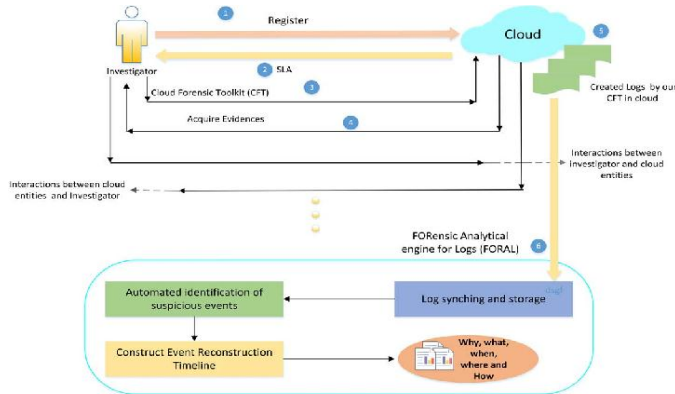 1
Register
Cloud
5
2
SLA
Investigator
3
Cloud Forensic Toolkit (CFT)
Created Logs by our
CFT in cloud
Acquire Evidences
4
Interactions between
investigator and cloud
entities
Interactions between cloud
entities and Investigator
FORensic Analytical
engine for Logs (FORAL)
6
Automated identification of
suspicious events
Log synching and storage
Construct Event Reconstruction
Timeline
Why, what,
when,
where and
How